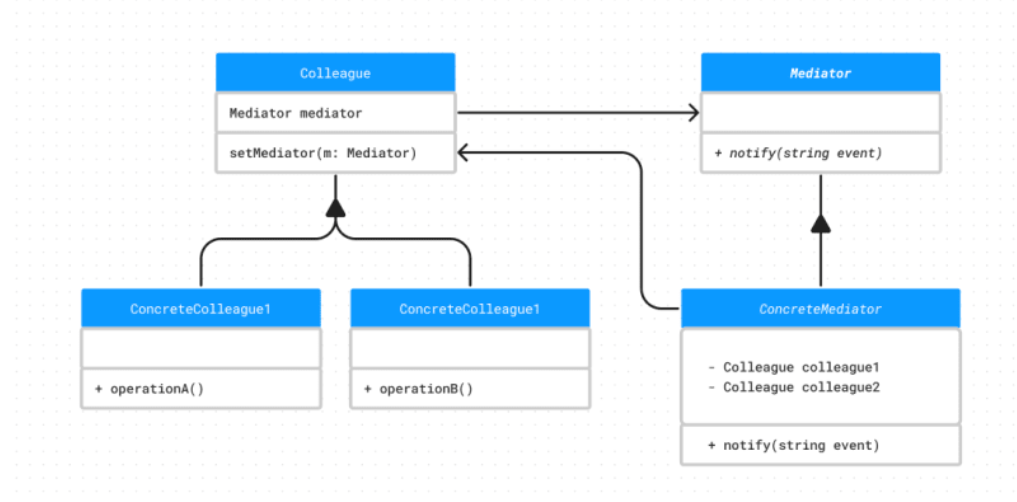 Colleague
Mediator mediator
setMediator(m: Mediator)
Mediator
+ notify(string event)
ConcreteColleague1
+ operationA()
ConcreteColleague1
+ operationB()
ConcreteMediator
- Colleague colleague1
- Colleague colleague2
+ notify(string event)